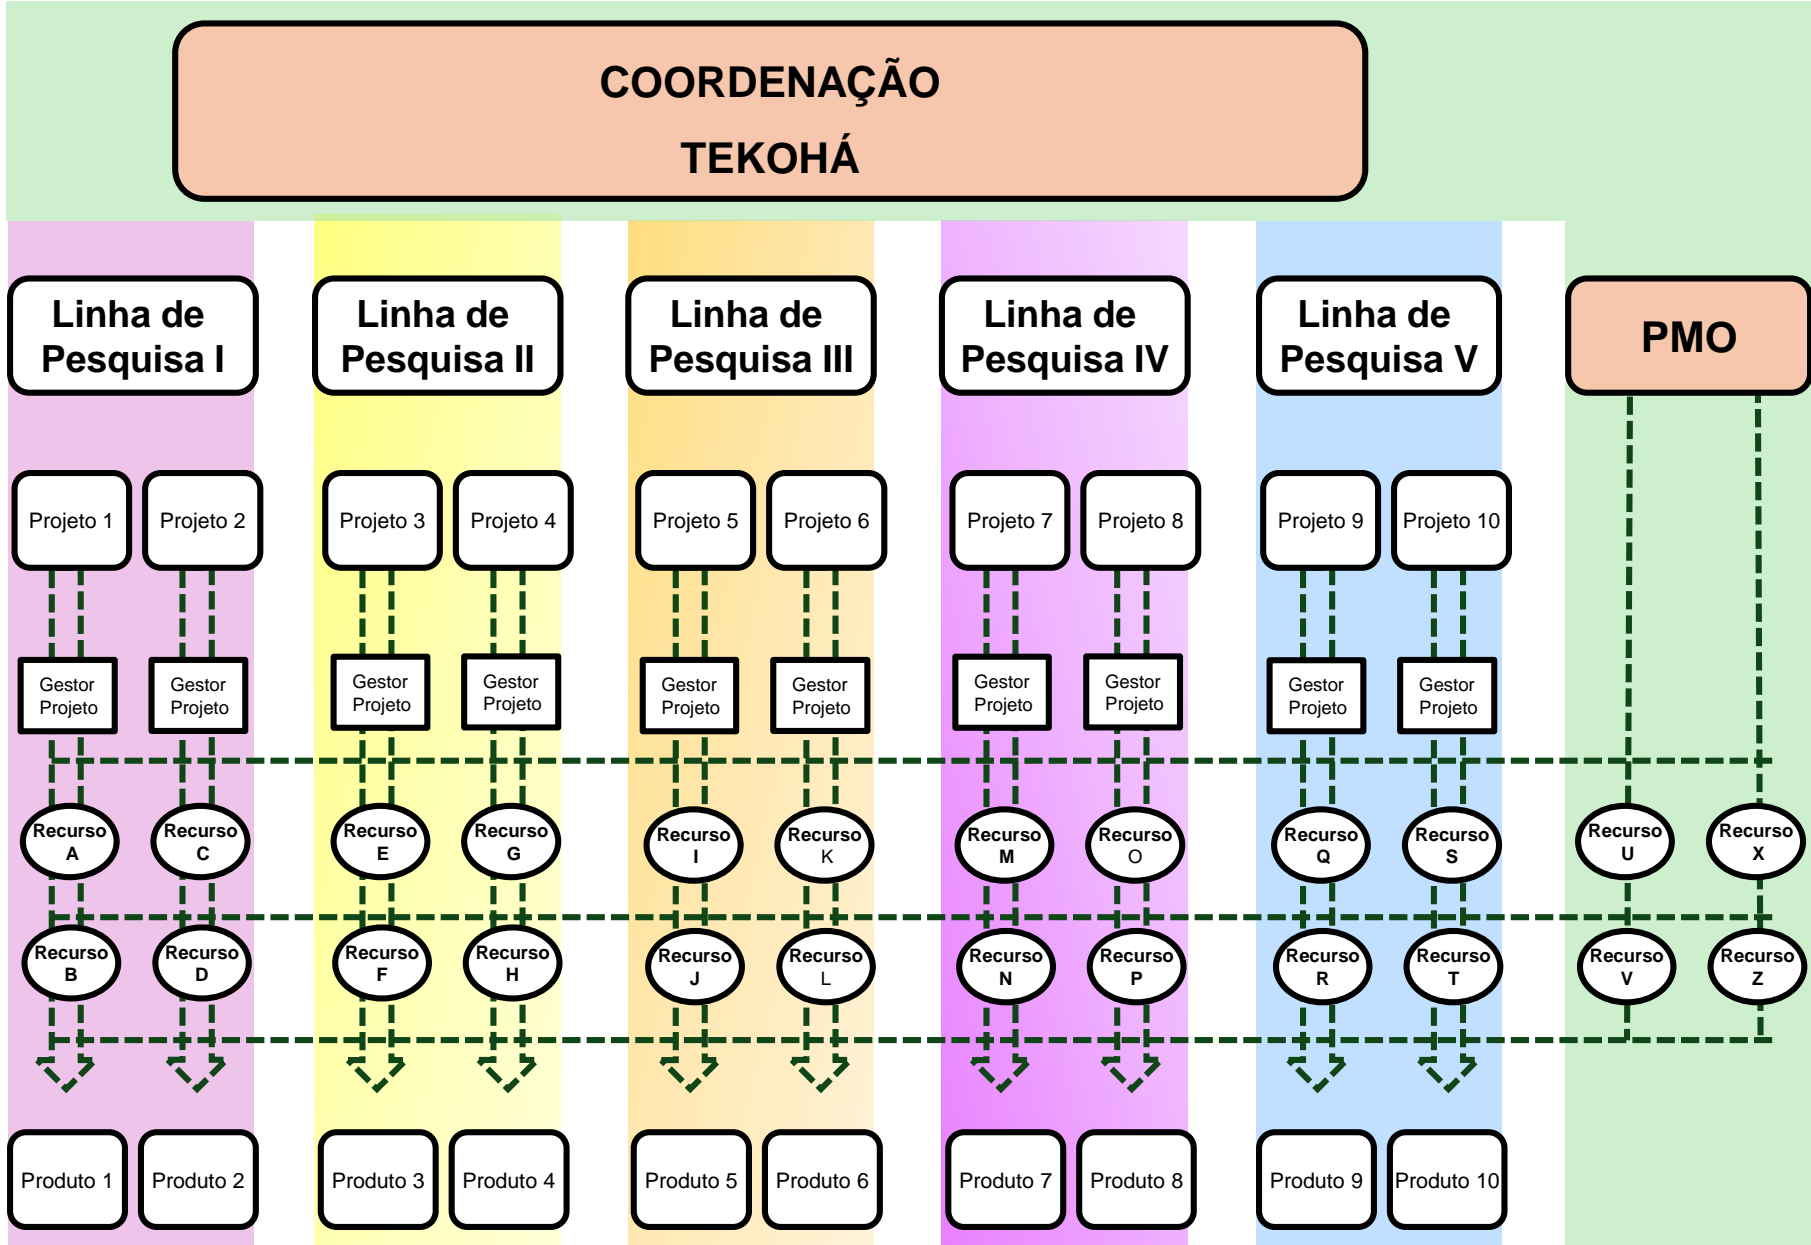 COORDENAÇÃO
TEKOHÁ
Linha de
Pesquisa I
Linha de
Pesquisa II
Linha de
Pesquisa III
Linha de
Pesquisa IV
Linha de
Pesquisa V
PMO
Projeto 1
Projeto 2
Projeto 3
Projeto 4
Projeto 5
Projeto 6
Projeto 7
Projeto 8
Projeto 9
Projeto 10
Gestor
Projeto
Gestor
Projeto
Gestor
Projeto
Gestor
Projeto
Gestor
Projeto
Gestor
Projeto
Gestor
Projeto
Gestor
Projeto
Gestor
Projeto
Gestor
Projeto
Recurso
A
Recurso
C
Recurso
E
Recurso
G
Recurso
I
Recurso
K
Recurso
M
Recurso
O
Recurso
Q
Recurso
S
Recurso
U
Recurso
X
Recurso
B
Recurso
D
Recurso
F
Recurso
H
Recurso
J
Recurso
L
Recurso
N
Recurso
P
Recurso
R
Recurso
T
Recurso
V
Recurso
Z
Produto 1
Produto 2
Produto 3
Produto 4
Produto 5
Produto 6
Produto 7
Produto 8
Produto 9
Produto 10